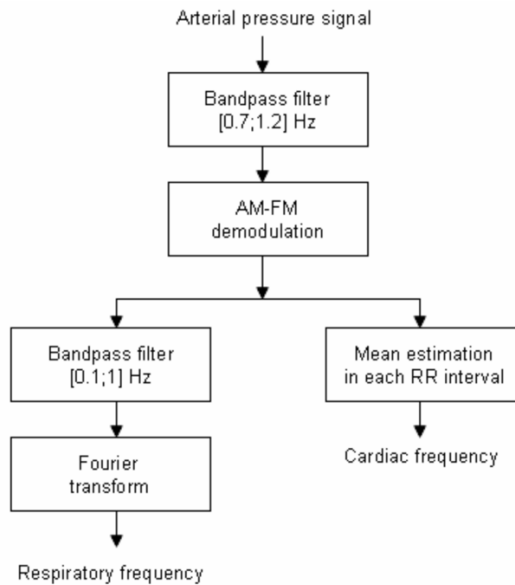 Arterial pressure signal
Bandpass filter
[0.7;1.2] Hz
AM-FM
demodulation
Bandpass filter
[0.1;1] Hz
Mean estimation
in each RR interval
Fourier
transform
Cardiac frequency
Respiratory frequency